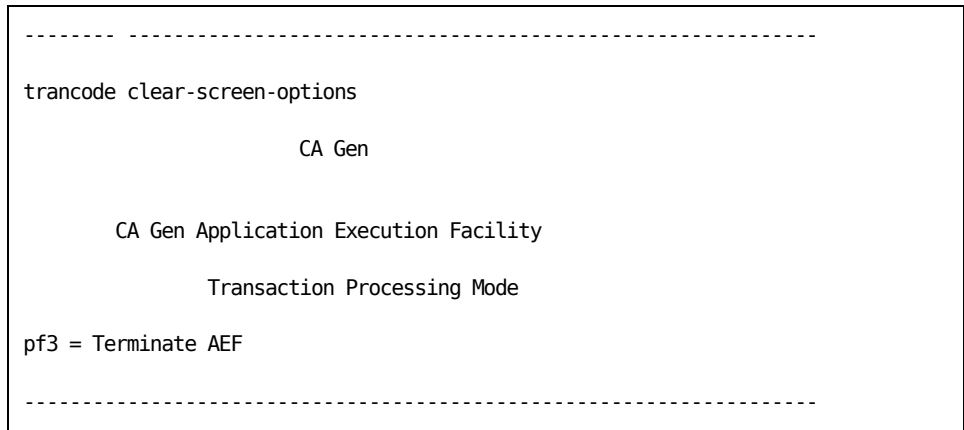 -------- ------------------------------------------------------------
trancode clear-screen-options
CA Gen
CA Gen Application Execution Facility
Transaction Processing Mode
pf3 = Terminate AEF
---------------------------------------------------------------------